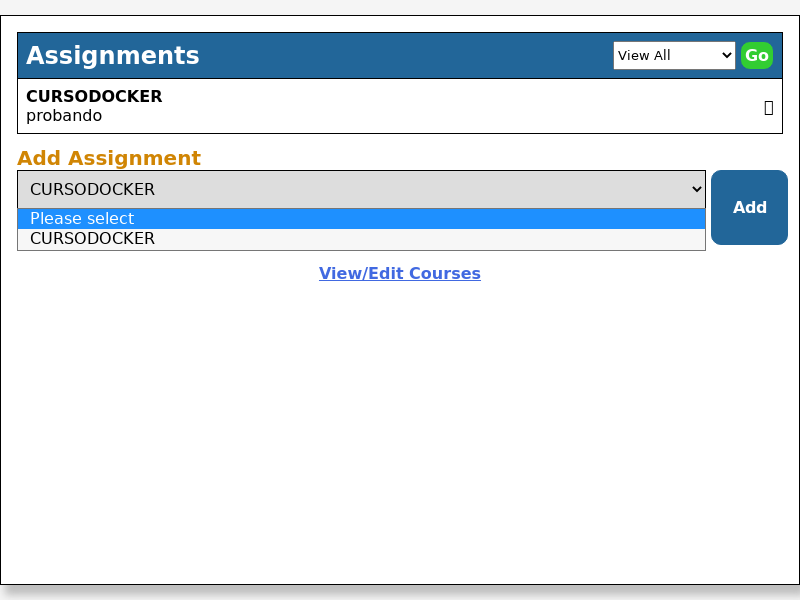 Assignments
View All
Go
CURSODOCKER
probando
Add Assignment
CURSODOCKER
Please select
CURSODOCKER
Add
View/Edit Courses